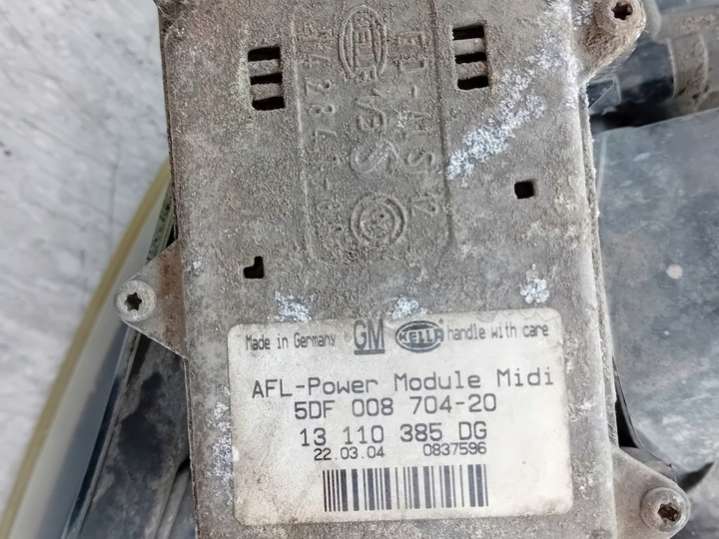 HELLA
Made in Germany GM HELLA handle with care
AFL-Power Module Midi
5DF 008 704-20
13 110 385 DG
22.03.04 0837596